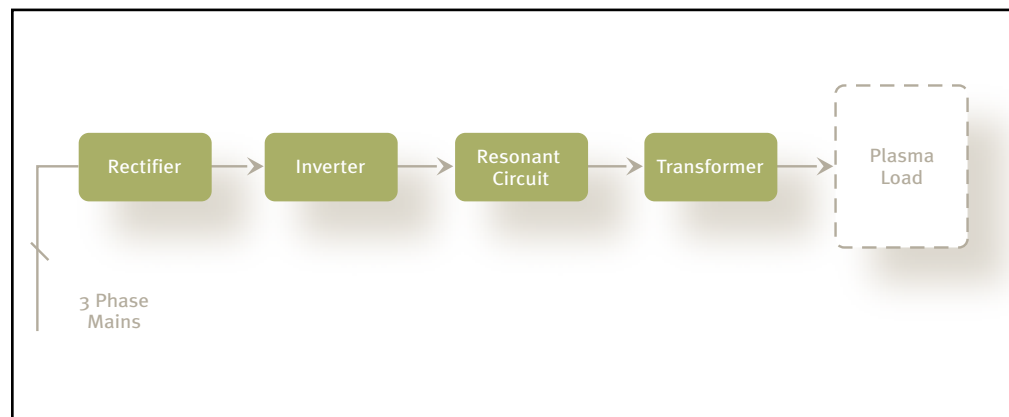 Rectifier
Inverter
Resonant
Circuit
Transformer
Plasma
Load
3 Phase
Mains